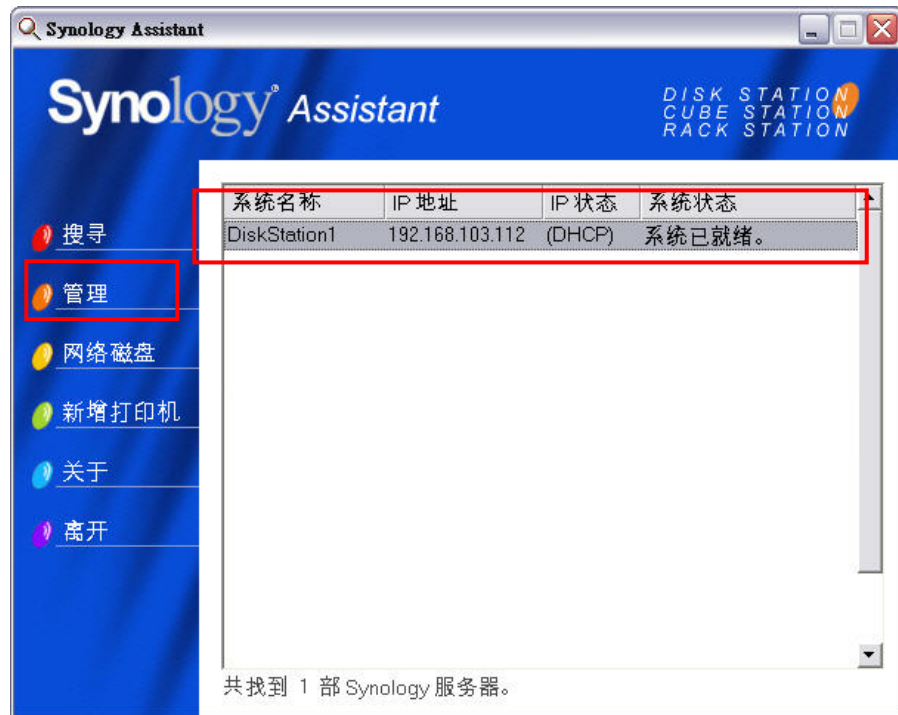 Synology Assistant
Synology® Assistant
DISK STATION
CUBE STATION
RACK STATION
系统名称 IP 地址 IP 状态 系统状态
DiskStation1 192.168.103.112 (DHCP) 系统已就绪。
搜寻
管理
网络磁盘
新增打印机
关于
离开
共找到 1 部 Synology 服务器。